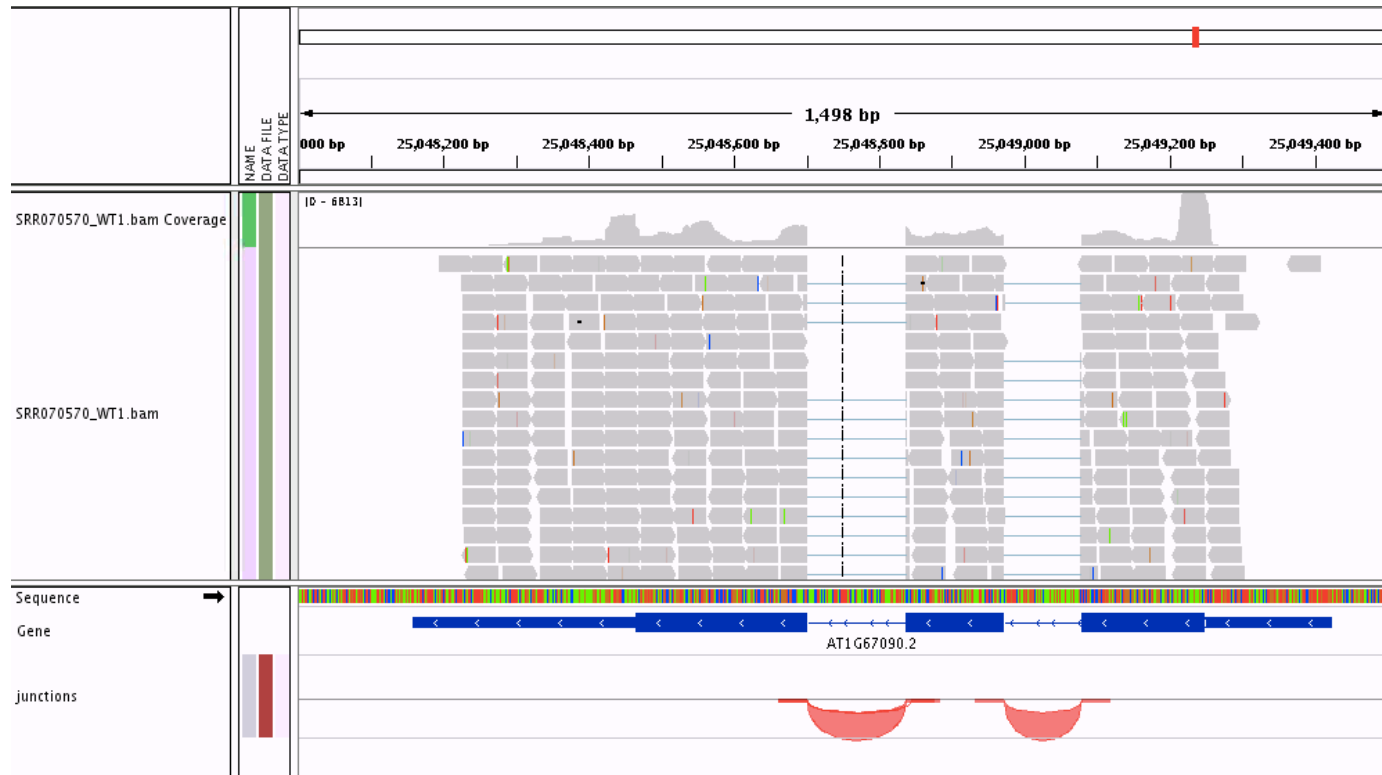 1,498 bp
000 bp 25,048,200 bp 25,048,400 bp 25,048,600 bp 25,048,800 bp 25,049,000 bp 25,049,200 bp 25,049,400 bp
NAME
DATA FILE
DATA TYPE
[0 - 6813]
SRR070570_WT1.bam Coverage
SRR070570_WT1.bam
Sequence
Gene
AT1G67090.2
junctions